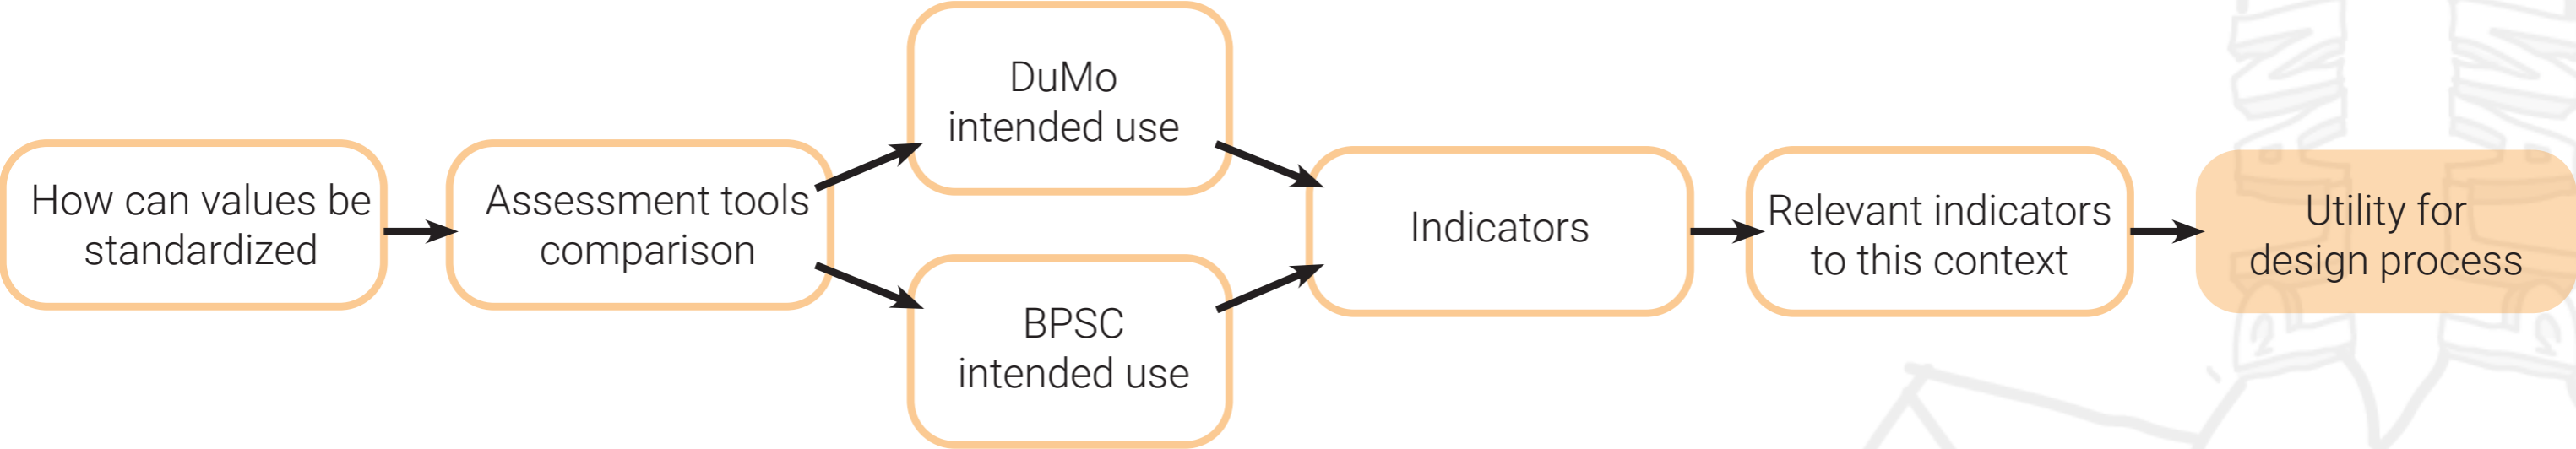 How can values be
standardized
Assessment tools
comparison
DuMo
intended use
BPSC
intended use
Indicators
Relevant indicators
to this context
Utility for
design process